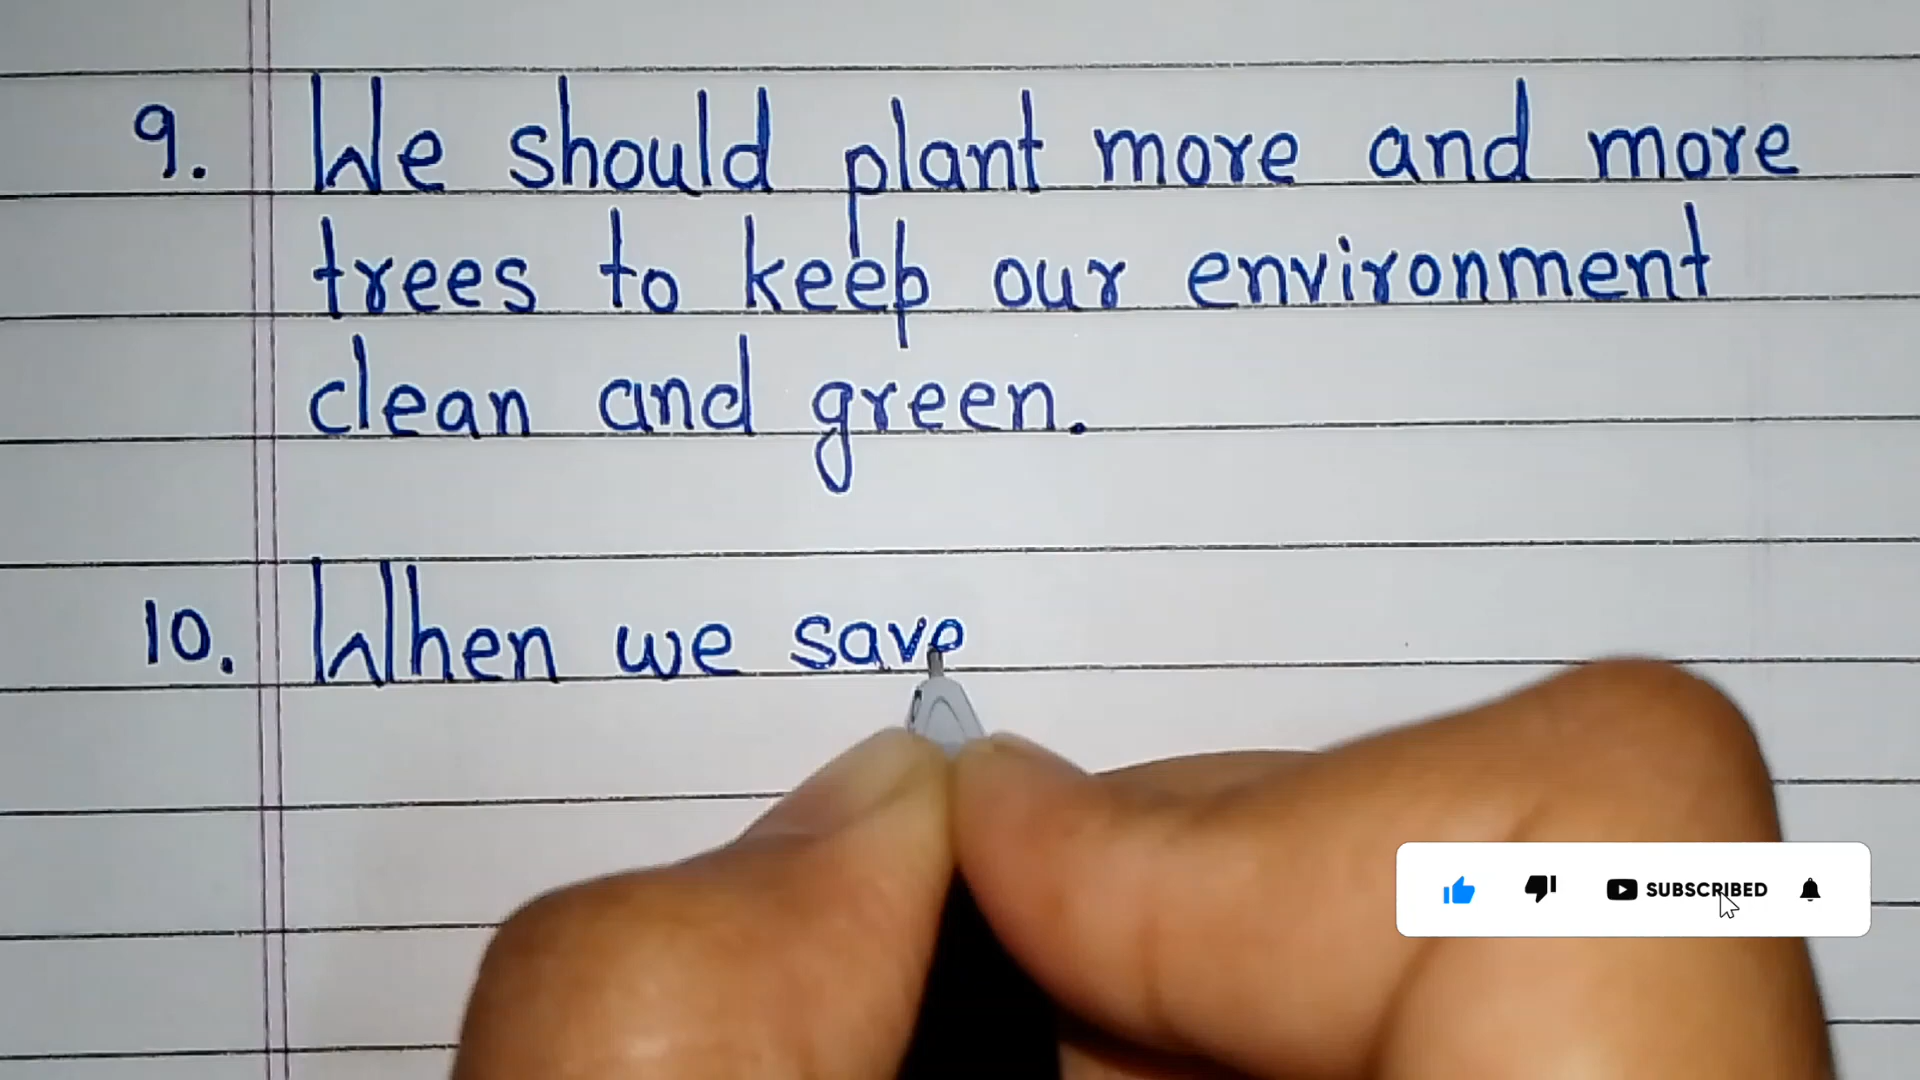 9. We should plant more and more
trees to keep our environment
clean and green.
10. When we save
SUBSCRIBED